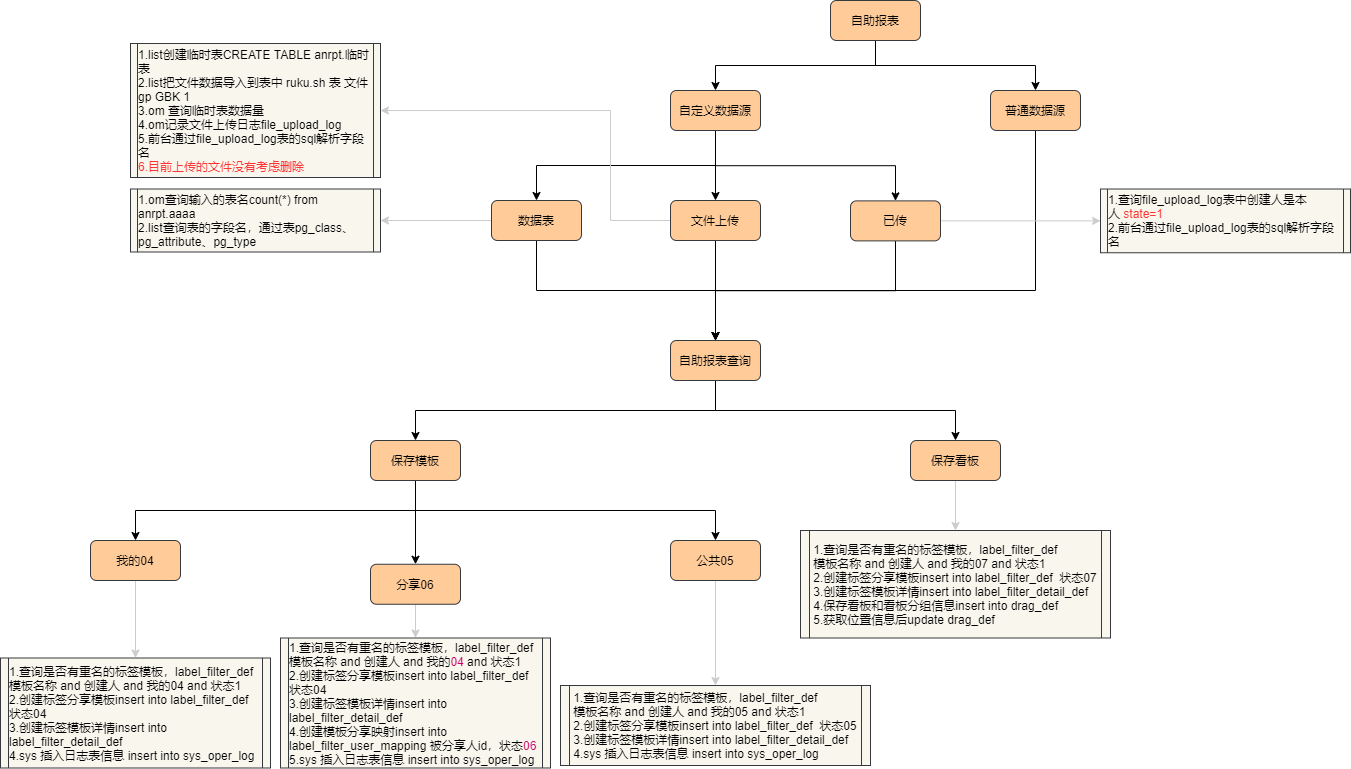 自助报表
自定义数据源
普通数据源
1.list创建临时表CREATE TABLE anrpt.临时
表
2.list把文件数据导入到表中 ruku.sh 表 文件
gp GBK 1
3.om 查询临时表数据量
4.om记录文件上传日志file_upload_log
5.前台通过file_upload_log表的sql解析字段
名
6.目前上传的文件没有考虑删除
1.om查询输入的表名count(*) from
anrpt.aaaa
2.list查询表的字段名，通过表pg_class、
pg_attribute、pg_type
数据表
文件上传
已传
1.查询file_upload_log表中创建人是本
人 state=1
2.前台通过file_upload_log表的sql解析字段
名
自助报表查询
保存模板
保存看板
我的04
分享06
公共05
1.查询是否有重名的标签模板，label_filter_def
模板名称 and 创建人 and 我的07 and 状态1
2.创建标签分享模板insert into label_filter_def 状态07
3.创建标签模板详情insert into label_filter_detail_def
4.保存看板和看板分组信息insert into drag_def
5.获取位置信息后update drag_def
1.查询是否有重名的标签模板，label_filter_def
模板名称 and 创建人 and 我的04 and 状态1
2.创建标签分享模板insert into label_filter_def
状态04
3.创建标签模板详情insert into
label_filter_detail_def
4.sys 插入日志表信息 insert into sys_oper_log
1.查询是否有重名的标签模板，label_filter_def
模板名称 and 创建人 and 我的04 and 状态1
2.创建标签分享模板insert into label_filter_def
状态04
3.创建标签模板详情insert into
label_filter_detail_def
4.创建模板分享映射insert into
label_filter_user_mapping 被分享人id，状态06
5.sys 插入日志表信息 insert into sys_oper_log
1.查询是否有重名的标签模板，label_filter_def
模板名称 and 创建人 and 我的05 and 状态1
2.创建标签分享模板insert into label_filter_def 状态05
3.创建标签模板详情insert into label_filter_detail_def
4.sys 插入日志表信息 insert into sys_oper_log